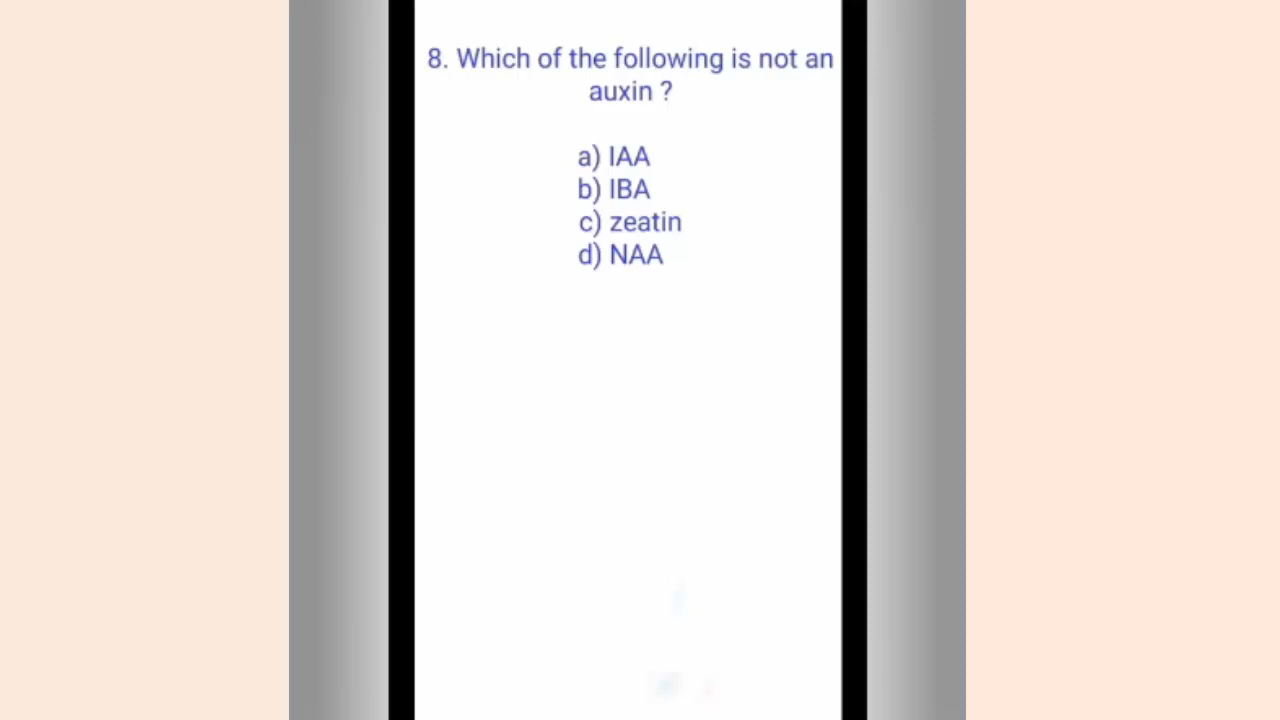 8. Which of the following is not an
auxin ?
a) IAA
b) IBA
c) zeatin
d) NAA